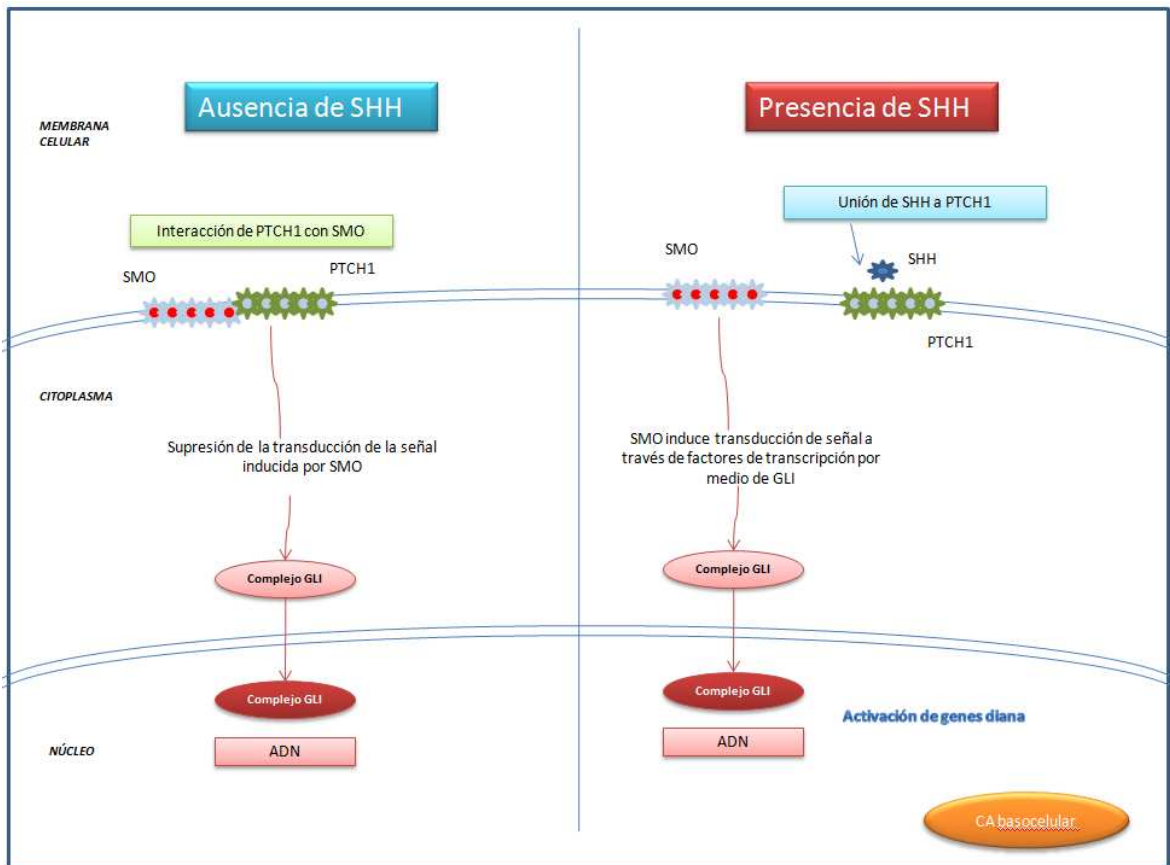 Ausencia de SHH
MEMBRANA
CELULAR
Interacción de PTCH1 con SMO
SMO
PTCH1
CITOPLASMA
Supresión de la transducción de la señal
inducida por SMO
Complejo GLI
Complejo GLI
NÚCLEO
ADN
Presencia de SHH
Unión de SHH a PTCH1
SMO
SHH
PTCH1
SMO induce transducción de señal a
través de factores de transcripción por
medio de GLI
Complejo GLI
Complejo GLI
Activación de genes diana
ADN
CA basocelular